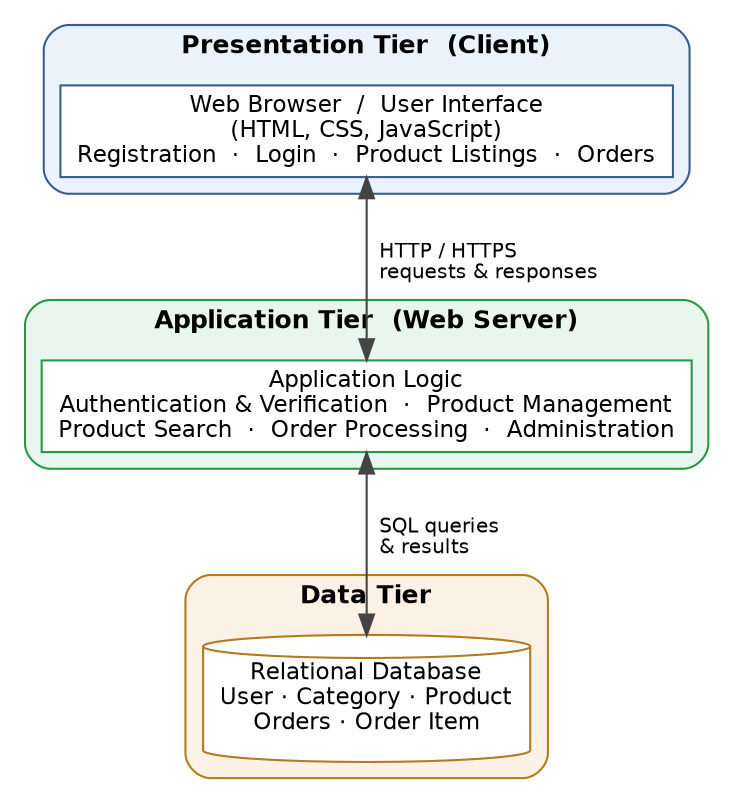 Presentation Tier  (Client)
Web Browser  /  User Interface
(HTML, CSS, JavaScript)
Registration  ·  Login  ·  Product Listings  ·  Orders
HTTP / HTTPS
requests & responses
Application Tier  (Web Server)
Application Logic
Authentication & Verification  ·  Product Management
Product Search  ·  Order Processing  ·  Administration
SQL queries
& results
Data Tier
Relational Database
User · Category · Product
Orders · Order Item